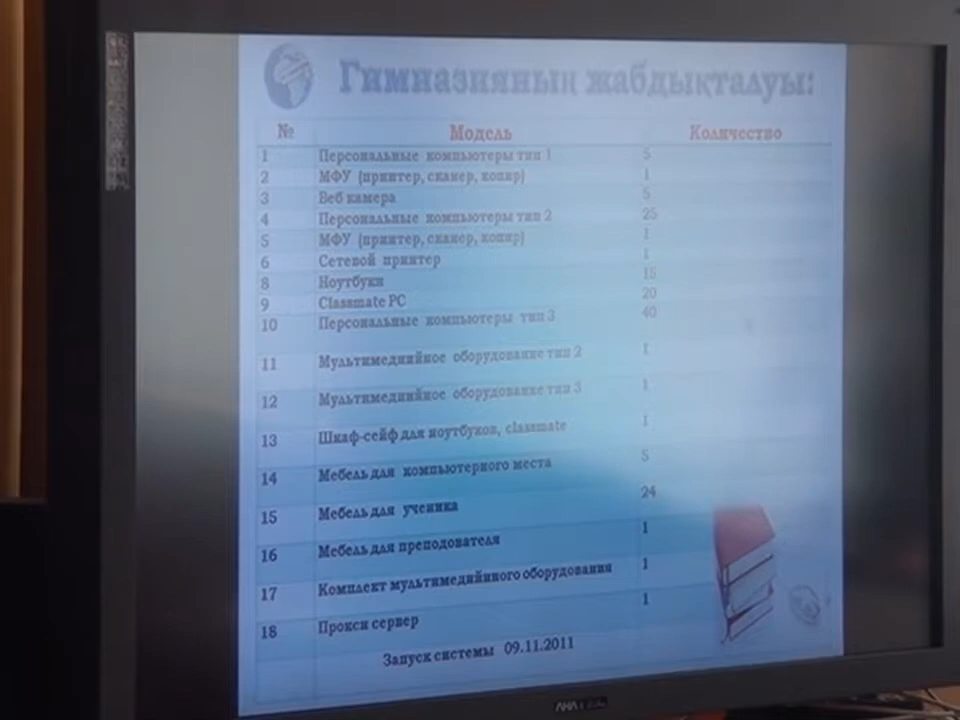 Гимназияның жабдықталуы:
№ Модель Количество
1 Персональные компьютеры тип 1 5
2 МФУ (принтер, сканер, копир) 1
3 Веб камера 5
4 Персональные компьютеры тип 2 25
5 МФУ (принтер, сканер, копир) 1
6 Сетевой принтер 1
8 Ноутбуки 15
9 Classmate PC 20
10 Персональные компьютеры тип 3 40
11 Мультимедийное оборудование тип 2 1
12 Мультимедийное оборудование тип 3 1
13 Шкаф-сейф для ноутбуков, classmate 1
14 Мебель для компьютерного места 5
15 Мебель для ученика 24
16 Мебель для преподователя 1
17 Комплект мультимедийнного оборудования 1
18 Прокси сервер 1
Запуск системы 09.11.2011